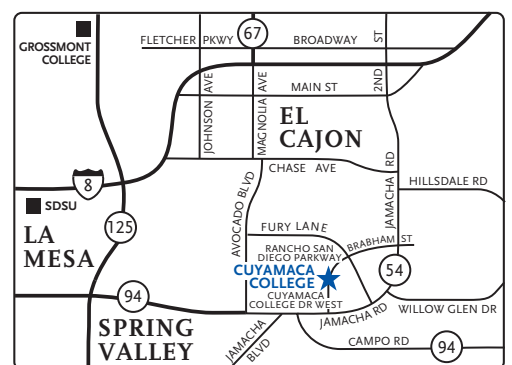 GROSSMONT
COLLEGE
FLETCHER PKWY
67
BROADWAY
2ND ST
MAIN ST
JOHNSON AVE
MAGNOLIA AVE
EL
CAJON
CHASE AVE
8
SDSU
HILLSDALE RD
JAMACHA RD
AVOCADO BLVD
LA
MESA
125
FURY LANE
BRABHAM ST
RANCHO SAN
DIEGO PARKWAY
CUYAMACA
COLLEGE
54
94
CUYAMACA
COLLEGE DR WEST
WILLOW GLEN DR
SPRING
VALLEY
JAMACHA
BLVD
JAMACHA RD
CAMPO RD
94